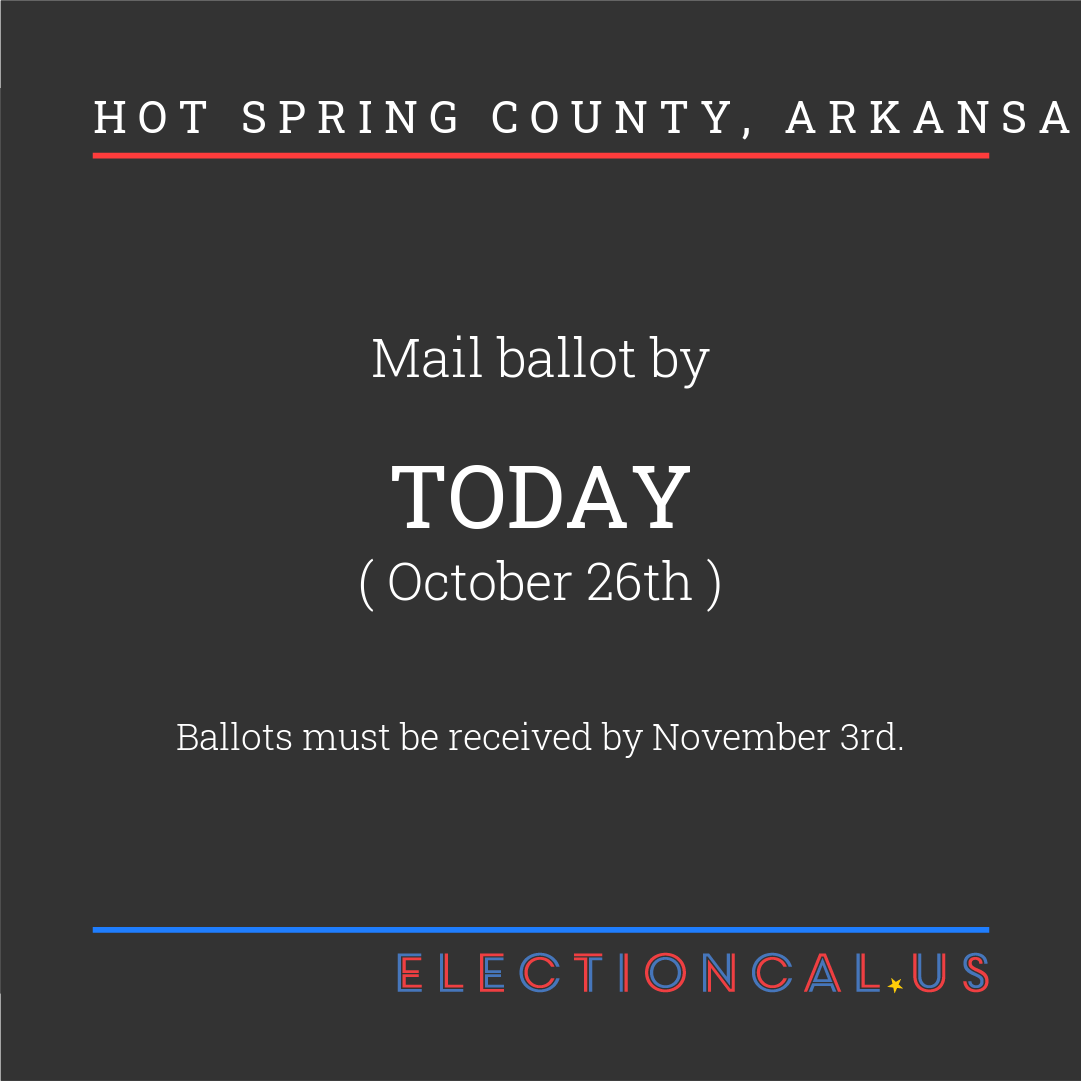 HOT SPRING COUNTY, ARKANSA
Mail ballot by
TODAY
( October 26th )
Ballots must be received by November 3rd.
ELECTIONCAL.US